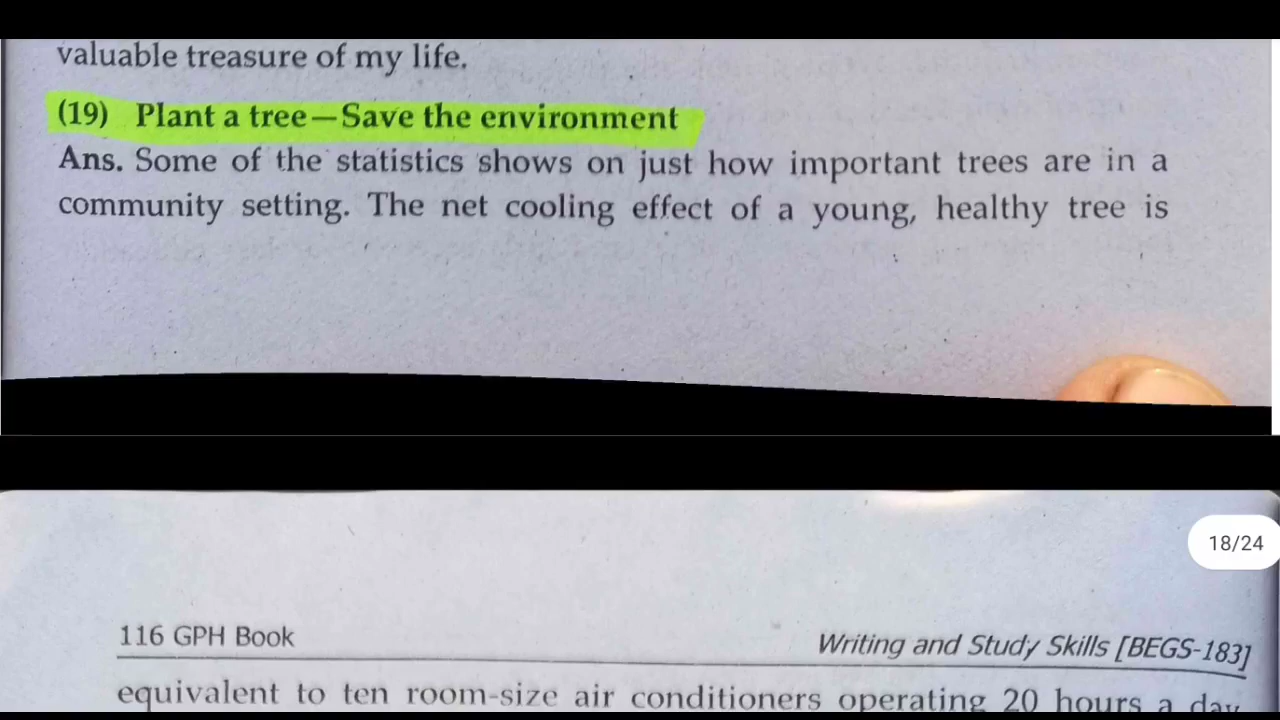 valuable treasure of my life.
(19) Plant a tree—Save the environment
Ans. Some of the statistics shows on just how important trees are in a
community setting. The net cooling effect of a young, healthy tree is
18/24
116 GPH Book
Writing and Study Skills [BEGS-183]
equivalent to ten room-size air conditioners operating 20 hours a day